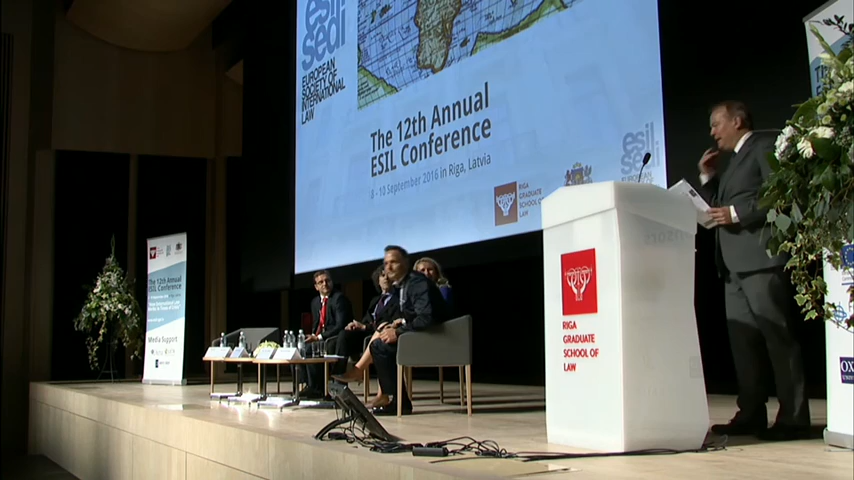 esil
sedi
EUROPEAN
SOCIETY OF
INTERNATIONAL
LAW
The 12th Annual
ESIL Conference
8 - 10 September 2016 in Riga, Latvia
RIGA
GRADUATE
SCHOOL OF
LAW
esil
sedi
The 12th Annual
ESIL Conference
Media Support
RIGA
GRADUATE
SCHOOL OF
LAW
OX